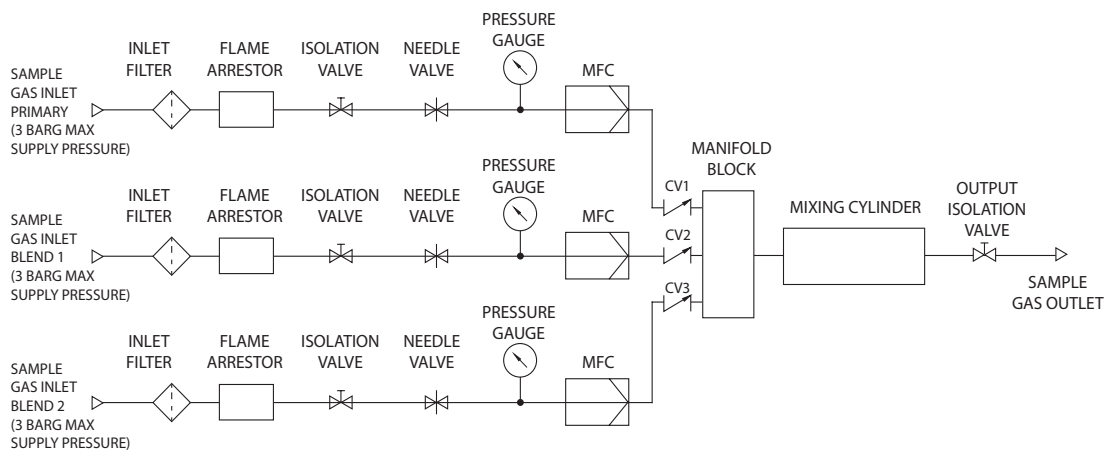 PRESSURE
GAUGE
INLET
FILTER
FLAME
ARRESTOR
ISOLATION
VALVE
NEEDLE
VALVE
MFC
SAMPLE
GAS INLET
PRIMARY
(3 BARG MAX
SUPPLY PRESSURE)
PRESSURE
GAUGE
INLET
FILTER
FLAME
ARRESTOR
ISOLATION
VALVE
NEEDLE
VALVE
MFC
SAMPLE
GAS INLET
BLEND 1
(3 BARG MAX
SUPPLY PRESSURE)
PRESSURE
GAUGE
INLET
FILTER
FLAME
ARRESTOR
ISOLATION
VALVE
NEEDLE
VALVE
MFC
SAMPLE
GAS INLET
BLEND 2
(3 BARG MAX
SUPPLY PRESSURE)
CV1
CV2
CV3
MANIFOLD
BLOCK
MIXING CYLINDER
OUTPUT
ISOLATION
VALVE
SAMPLE
GAS OUTLET